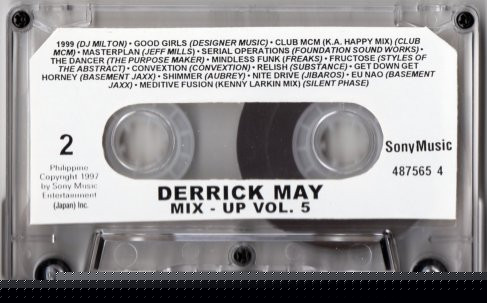 1999 (DJ MILTON) • GOOD GIRLS (DESIGNER MUSIC) • CLUB MCM (K.A. HAPPY MIX) (CLUB
MCM) • MASTERPLAN (JEFF MILLS) • SERIAL OPERATIONS (FOUNDATION SOUND WORKS) •
THE DANCER (THE PURPOSE MAKER) • MINDLESS FUNK (FREAKS) • FRUCTOSE (STYLES OF
THE ABSTRACT) • CONVEXTION (CONVEXTION) • RELISH (SUBSTANCE) • GET DOWN GET
HORNEY (BASEMENT JAXX) • SHIMMER (AUBREY) • NITE DRIVE (JIBAROS) • EU NAO (BASEMENT
JAXX) • MEDITIVE FUSION (KENNY LARKIN MIX) (SILENT PHASE)
2
Philippine
Copyright 1997
by Sony Music
Entertainment
(Japan) Inc.
Sony Music
487565 4
DERRICK MAY
MIX - UP VOL. 5